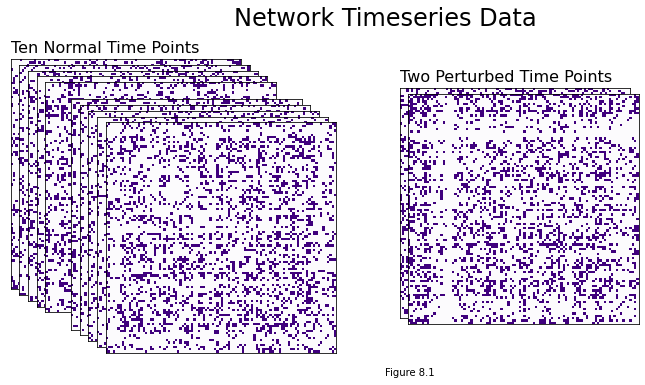 Network Timeseries Data
Ten Normal Time Points
Two Perturbed Time Points
Figure 8.1